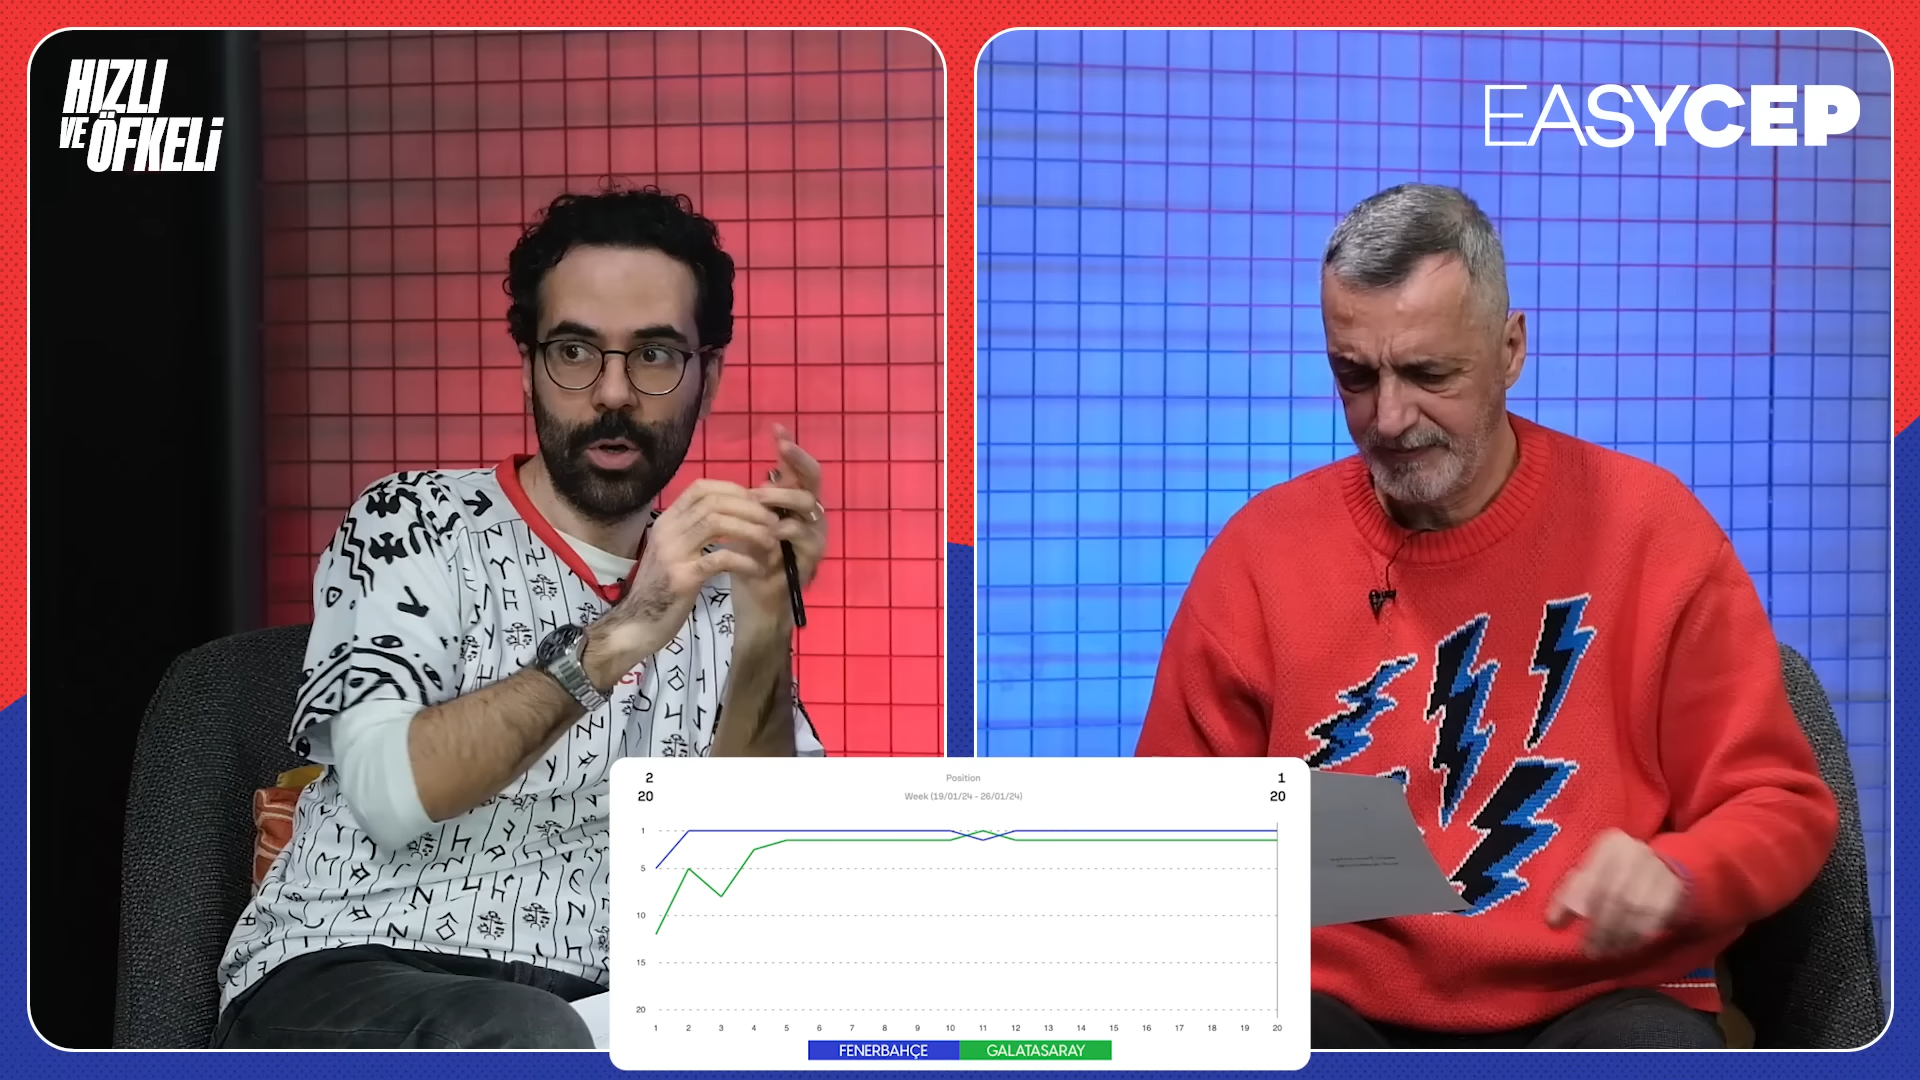 HIZLI
VE ÖFKELİ
EASYCEP
2 Position 1
20 Week (19/01/24 - 26/01/24) 20
1
5
10
15
20
1 2 3 4 5 6 7 8 9 10 11 12 13 14 15 16 17 18 19 20
FENERBAHÇE GALATASARAY